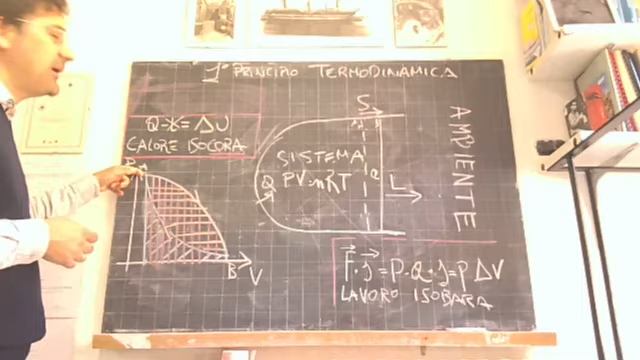 1° PRINCIPIO TERMODINAMICA
Q-L=ΔU
CALORE ISOCORA
P
B V
S
SISTEMA
PV=nRT
Q
L
AMBIENTE
F·s=P·Q·s=pΔV
LAVORO ISOBARA